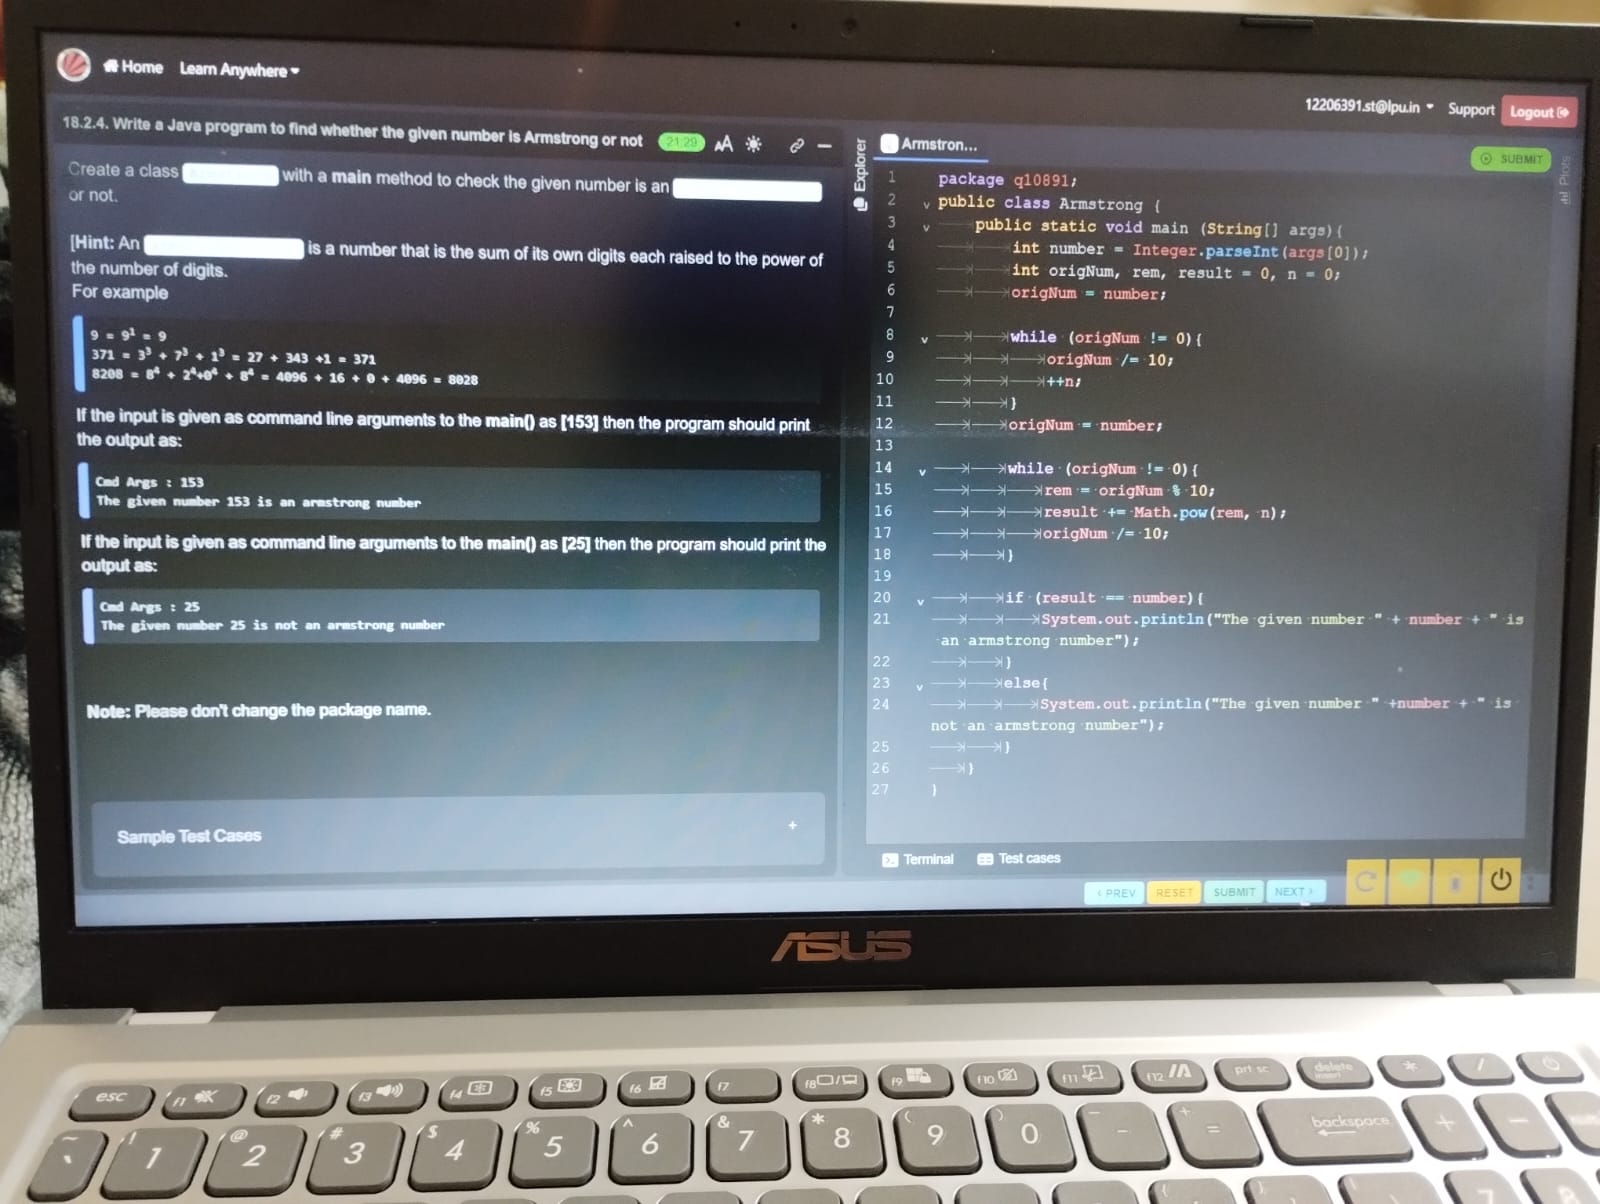 Home Learn Anywhere
12206391.st@lpu.in Support Logout
18.2.4. Write a Java program to find whether the given number is Armstrong or not 21:29 AA
Create a class with a main method to check the given number is an
or not.
[Hint: An is a number that is the sum of its own digits each raised to the power of
the number of digits.
For example
9 = 9¹ = 9
371 = 3³ + 7³ + 1³ = 27 + 343 +1 = 371
8208 = 8⁴ + 2⁴+0⁴ + 8⁴ = 4096 + 16 + 0 + 4096 = 8028
If the input is given as command line arguments to the main() as [153] then the program should print
the output as:
Cmd Args : 153
The given number 153 is an armstrong number
If the input is given as command line arguments to the main() as [25] then the program should print the
output as:
Cmd Args : 25
The given number 25 is not an armstrong number
Note: Please don't change the package name.
Sample Test Cases +
Explorer
Armstron...
SUBMIT
1 package q10891;
2 public class Armstrong {
3 public static void main (String[] args){
4 int number = Integer.parseInt(args[0]);
5 int origNum, rem, result = 0, n = 0;
6 origNum = number;
7
8 while (origNum != 0){
9 origNum /= 10;
10 ++n;
11 }
12 origNum = number;
13
14 while (origNum != 0){
15 rem = origNum % 10;
16 result += Math.pow(rem, n);
17 origNum /= 10;
18 }
19
20 if (result == number){
21 System.out.println("The given number " + number + " is
an armstrong number");
22 }
23 else{
24 System.out.println("The given number " +number + " is
not an armstrong number");
25 }
26 }
27 }
Terminal Test cases
< PREV RESET SUBMIT NEXT >
ASUS
esc f1 f2 f3 f4 f5 f6 f7 f8 f9 f10 f11 f12 prt sc delete insert * /
~ ` ! 1 @ 2 # 3 $ 4 % 5 ^ 6 & 7 * 8 ( 9 ) 0 - + = backspace + -